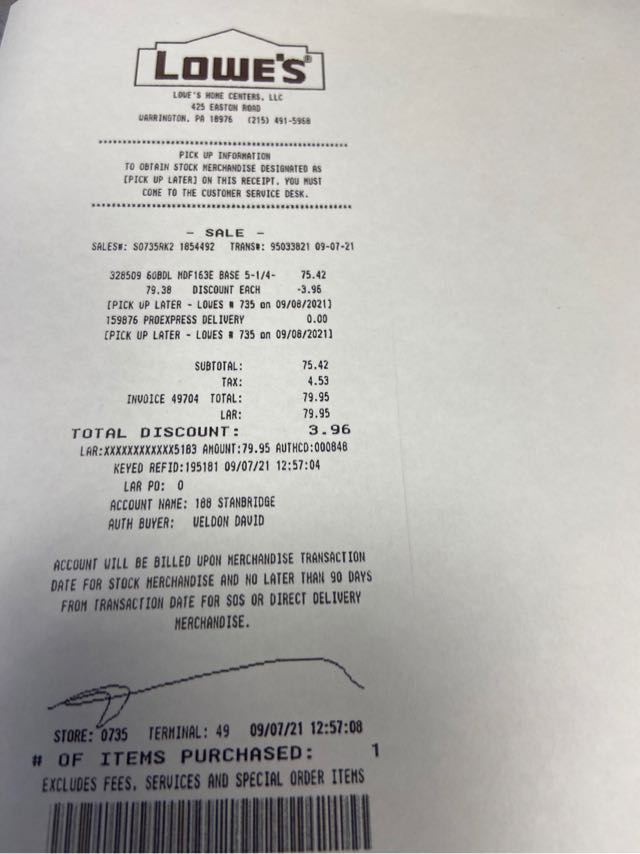 LOWE'S®
LOWE'S HOME CENTERS, LLC
425 EASTON ROAD
WARRINGTON, PA 18976 (215) 491-5968
PICK UP INFORMATION
TO OBTAIN STOCK MERCHANDISE DESIGNATED AS
[PICK UP LATER] ON THIS RECEIPT, YOU MUST
COME TO THE CUSTOMER SERVICE DESK.
- SALE -
SALES#: S0735RK2 1854492 TRANS#: 95033821 09-07-21
328509 60BDL MDF163E BASE 5-1/4- 75.42
79.38 DISCOUNT EACH -3.96
[PICK UP LATER - LOWES # 735 on 09/08/2021]
159876 PROEXPRESS DELIVERY 0.00
[PICK UP LATER - LOWES # 735 on 09/08/2021]
SUBTOTAL: 75.42
TAX: 4.53
INVOICE 49704 TOTAL: 79.95
LAR: 79.95
TOTAL DISCOUNT: 3.96
LAR:XXXXXXXXXXXX5183 AMOUNT:79.95 AUTHCD:000848
KEYED REFID:195181 09/07/21 12:57:04
LAR PO: 0
ACCOUNT NAME: 188 STANBRIDGE
AUTH BUYER: WELDON DAVID
ACCOUNT WILL BE BILLED UPON MERCHANDISE TRANSACTION
DATE FOR STOCK MERCHANDISE AND NO LATER THAN 90 DAYS
FROM TRANSACTION DATE FOR SOS OR DIRECT DELIVERY
MERCHANDISE.
STORE: 0735 TERMINAL: 49 09/07/21 12:57:08
# OF ITEMS PURCHASED: 1
EXCLUDES FEES, SERVICES AND SPECIAL ORDER ITEMS